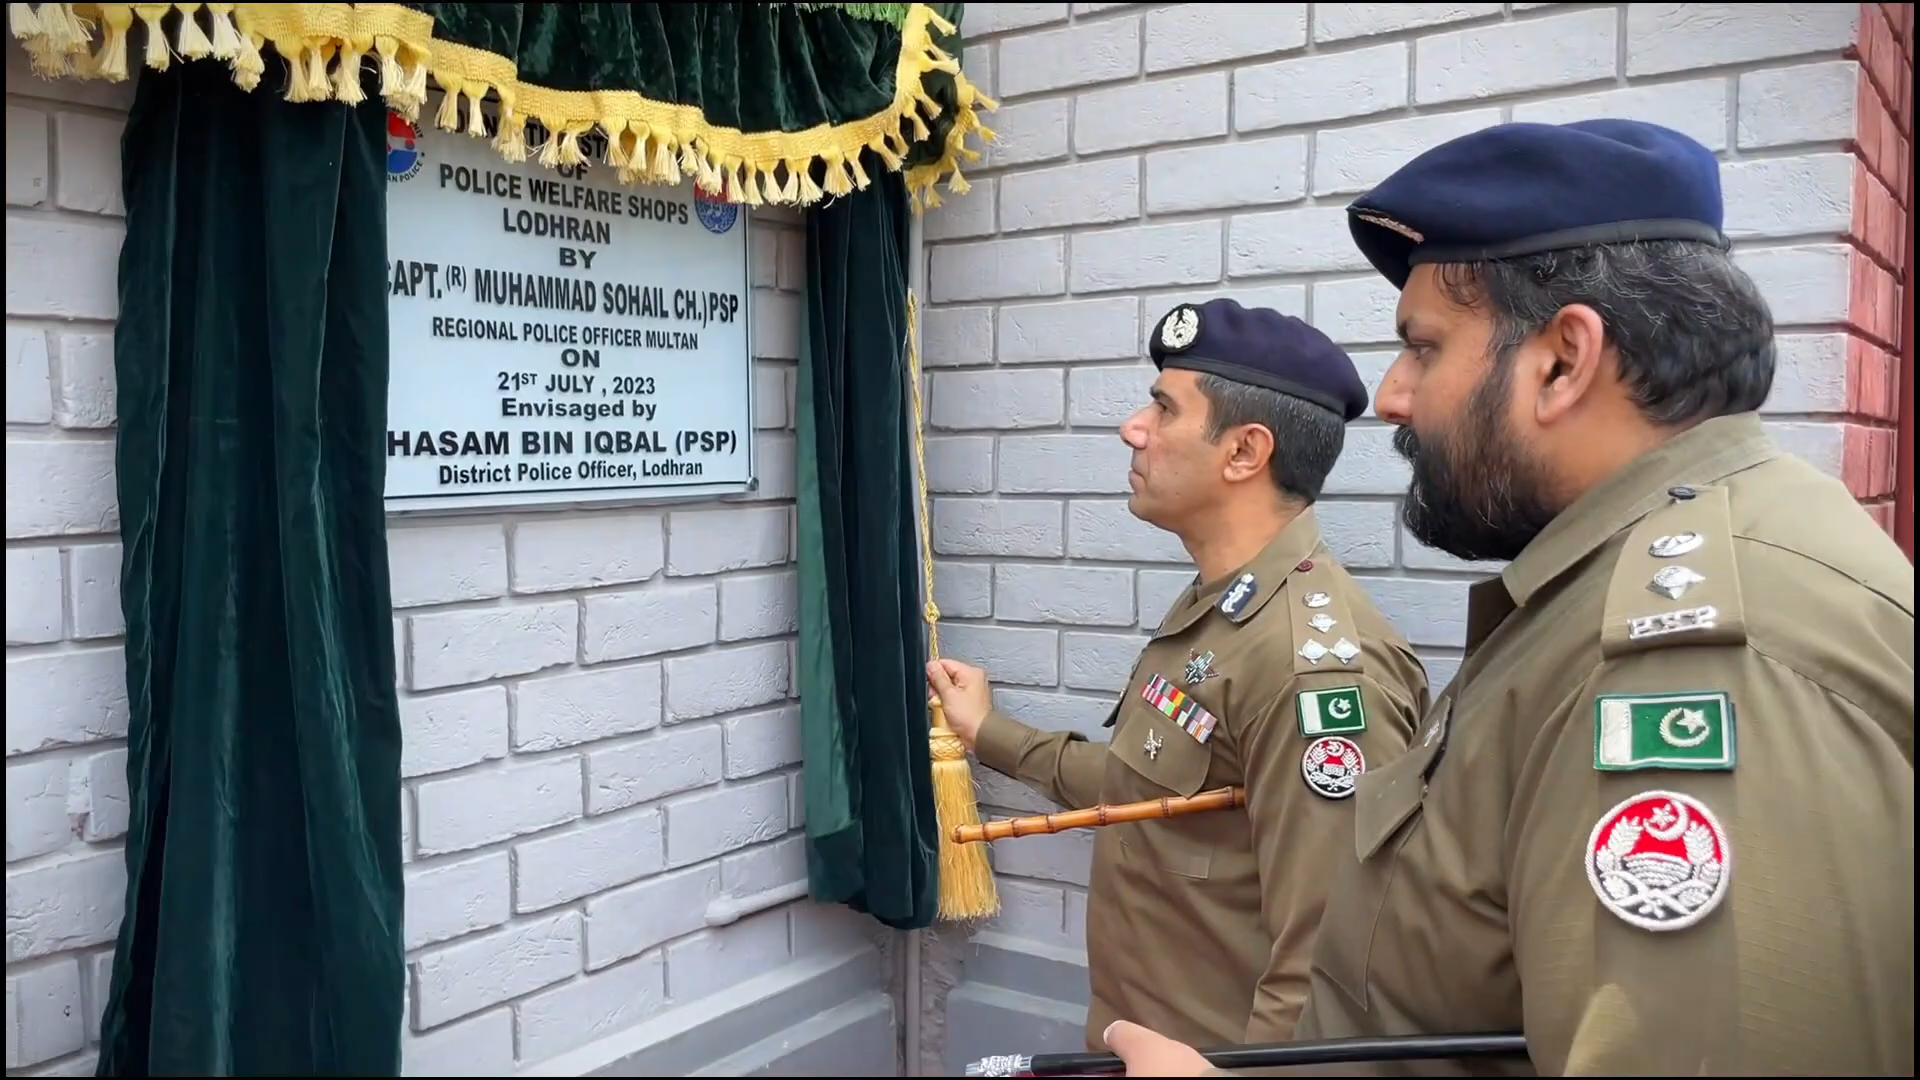 OF
POLICE WELFARE SHOPS
LODHRAN
BY
CAPT. (R) MUHAMMAD SOHAIL CH.) PSP
REGIONAL POLICE OFFICER MULTAN
ON
21ST JULY , 2023
Envisaged by
HASAM BIN IQBAL (PSP)
District Police Officer, Lodhran